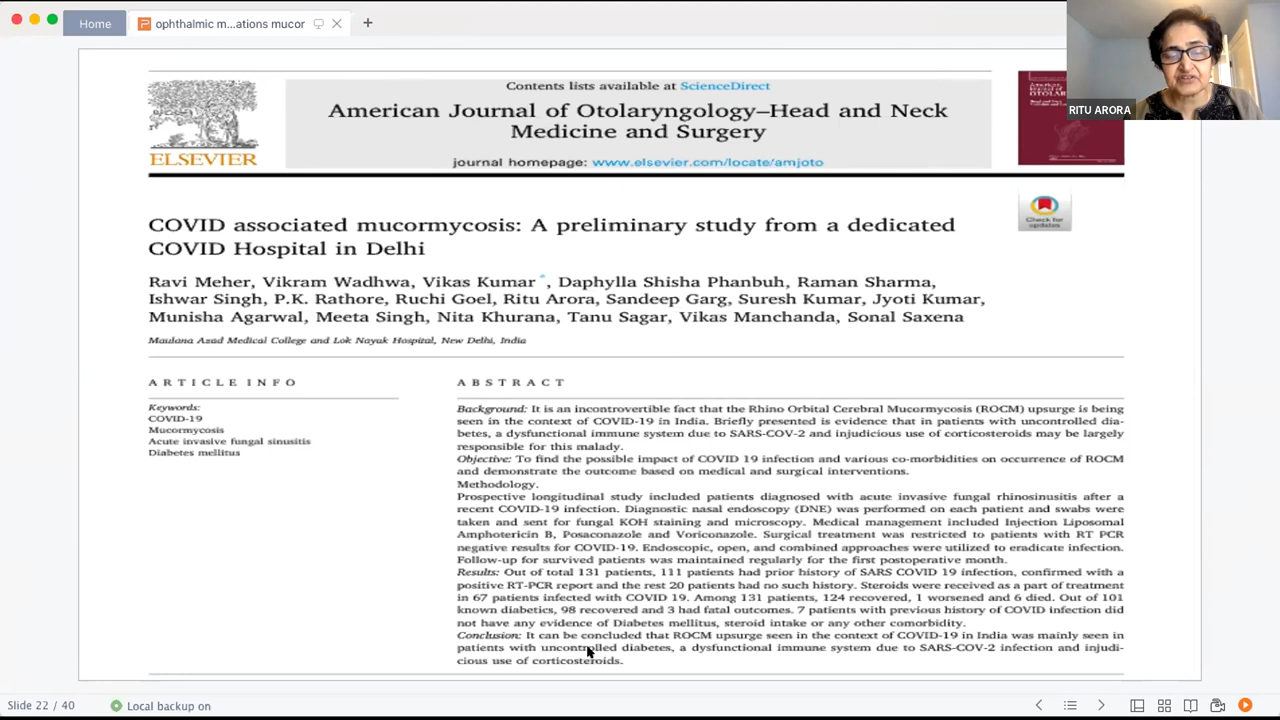 Home
ophthalmic m...ations mucor
RITU ARORA
Contents lists available at ScienceDirect
American Journal of Otolaryngology–Head and Neck
Medicine and Surgery
journal homepage: www.elsevier.com/locate/amjoto
ELSEVIER
Check for
updates
COVID associated mucormycosis: A preliminary study from a dedicated
COVID Hospital in Delhi
Ravi Meher, Vikram Wadhwa, Vikas Kumar *, Daphylla Shisha Phanbuh, Raman Sharma,
Ishwar Singh, P.K. Rathore, Ruchi Goel, Ritu Arora, Sandeep Garg, Suresh Kumar, Jyoti Kumar,
Munisha Agarwal, Meeta Singh, Nita Khurana, Tanu Sagar, Vikas Manchanda, Sonal Saxena
Maulana Azad Medical College and Lok Nayak Hospital, New Delhi, India
ARTICLE INFO
Keywords:
COVID-19
Mucormycosis
Acute invasive fungal sinusitis
Diabetes mellitus
ABSTRACT
Background: It is an incontrovertible fact that the Rhino Orbital Cerebral Mucormycosis (ROCM) upsurge is being
seen in the context of COVID-19 in India. Briefly presented is evidence that in patients with uncontrolled dia-
betes, a dysfunctional immune system due to SARS-COV-2 and injudicious use of corticosteroids may be largely
responsible for this malady.
Objective: To find the possible impact of COVID 19 infection and various co-morbidities on occurrence of ROCM
and demonstrate the outcome based on medical and surgical interventions.
Methodology.
Prospective longitudinal study included patients diagnosed with acute invasive fungal rhinosinusitis after a
recent COVID-19 infection. Diagnostic nasal endoscopy (DNE) was performed on each patient and swabs were
taken and sent for fungal KOH staining and microscopy. Medical management included Injection Liposomal
Amphotericin B, Posaconazole and Voriconazole. Surgical treatment was restricted to patients with RT PCR
negative results for COVID-19. Endoscopic, open, and combined approaches were utilized to eradicate infection.
Follow-up for survived patients was maintained regularly for the first postoperative month.
Results: Out of total 131 patients, 111 patients had prior history of SARS COVID 19 infection, confirmed with a
positive RT-PCR report and the rest 20 patients had no such history. Steroids were received as a part of treatment
in 67 patients infected with COVID 19. Among 131 patients, 124 recovered, 1 worsened and 6 died. Out of 101
known diabetics, 98 recovered and 3 had fatal outcomes. 7 patients with previous history of COVID infection did
not have any evidence of Diabetes mellitus, steroid intake or any other comorbidity.
Conclusion: It can be concluded that ROCM upsurge seen in the context of COVID-19 in India was mainly seen in
patients with uncontrolled diabetes, a dysfunctional immune system due to SARS-COV-2 infection and injudi-
cious use of corticosteroids.
Slide 22 / 40
Local backup on